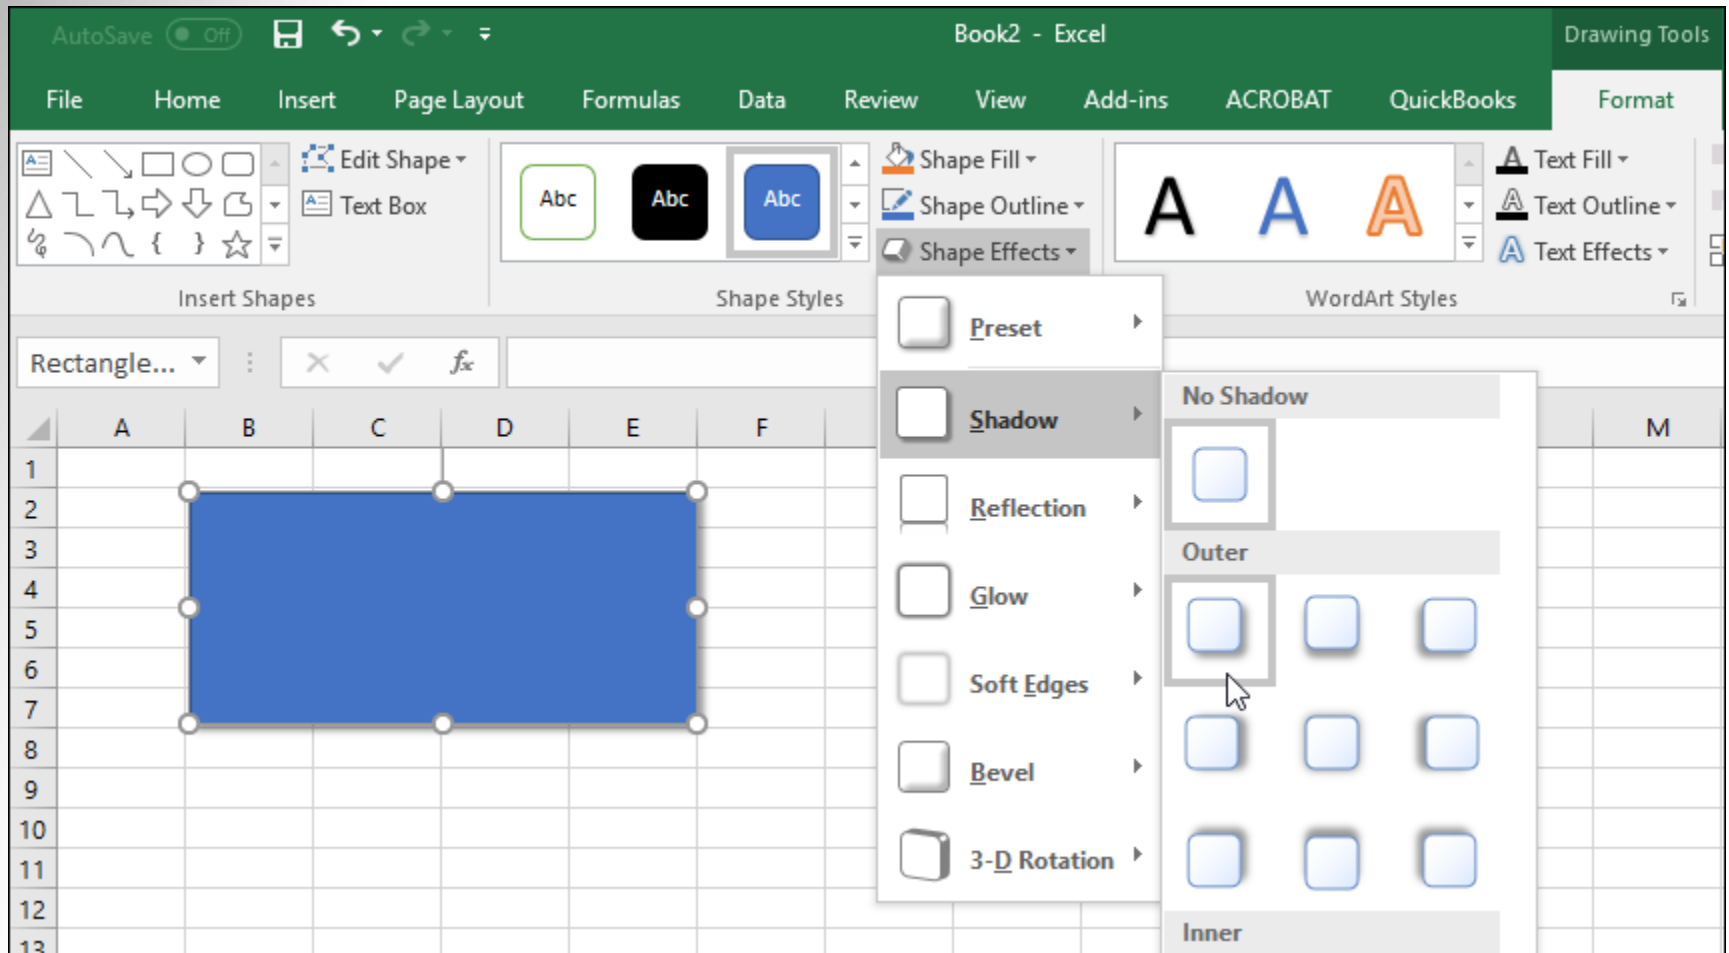 AutoSave Off
Book2 - Excel
Drawing Tools
File Home Insert Page Layout Formulas Data Review View Add-ins ACROBAT QuickBooks Format
Edit Shape
Text Box
Insert Shapes
Abc Abc Abc
Shape Fill
Shape Outline
Shape Effects
Shape Styles
A A A
Text Fill
Text Outline
Text Effects
WordArt Styles
Rectangle...
fx
A B C D E F M
1
2
3
4
5
6
7
8
9
10
11
12
13
Preset
Shadow
Reflection
Glow
Soft Edges
Bevel
3-D Rotation
No Shadow
Outer
Inner